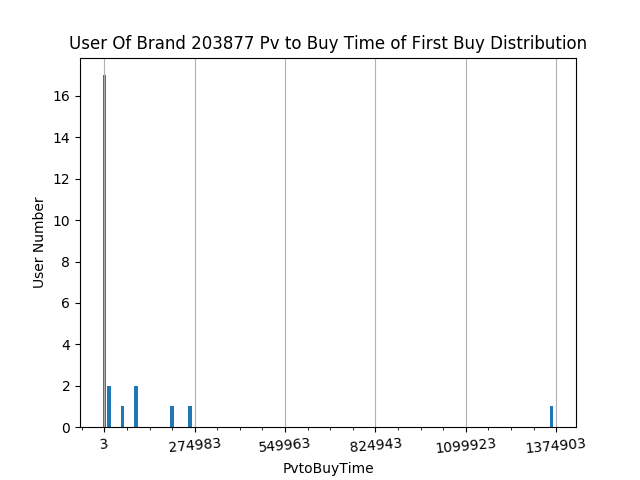 User Of Brand 203877 Pv to Buy Time of First Buy Distribution
16
14
12
10
8
6
4
2
0
User Number
3 274983 549963 824943 1099923 1374903
PvtoBuyTime